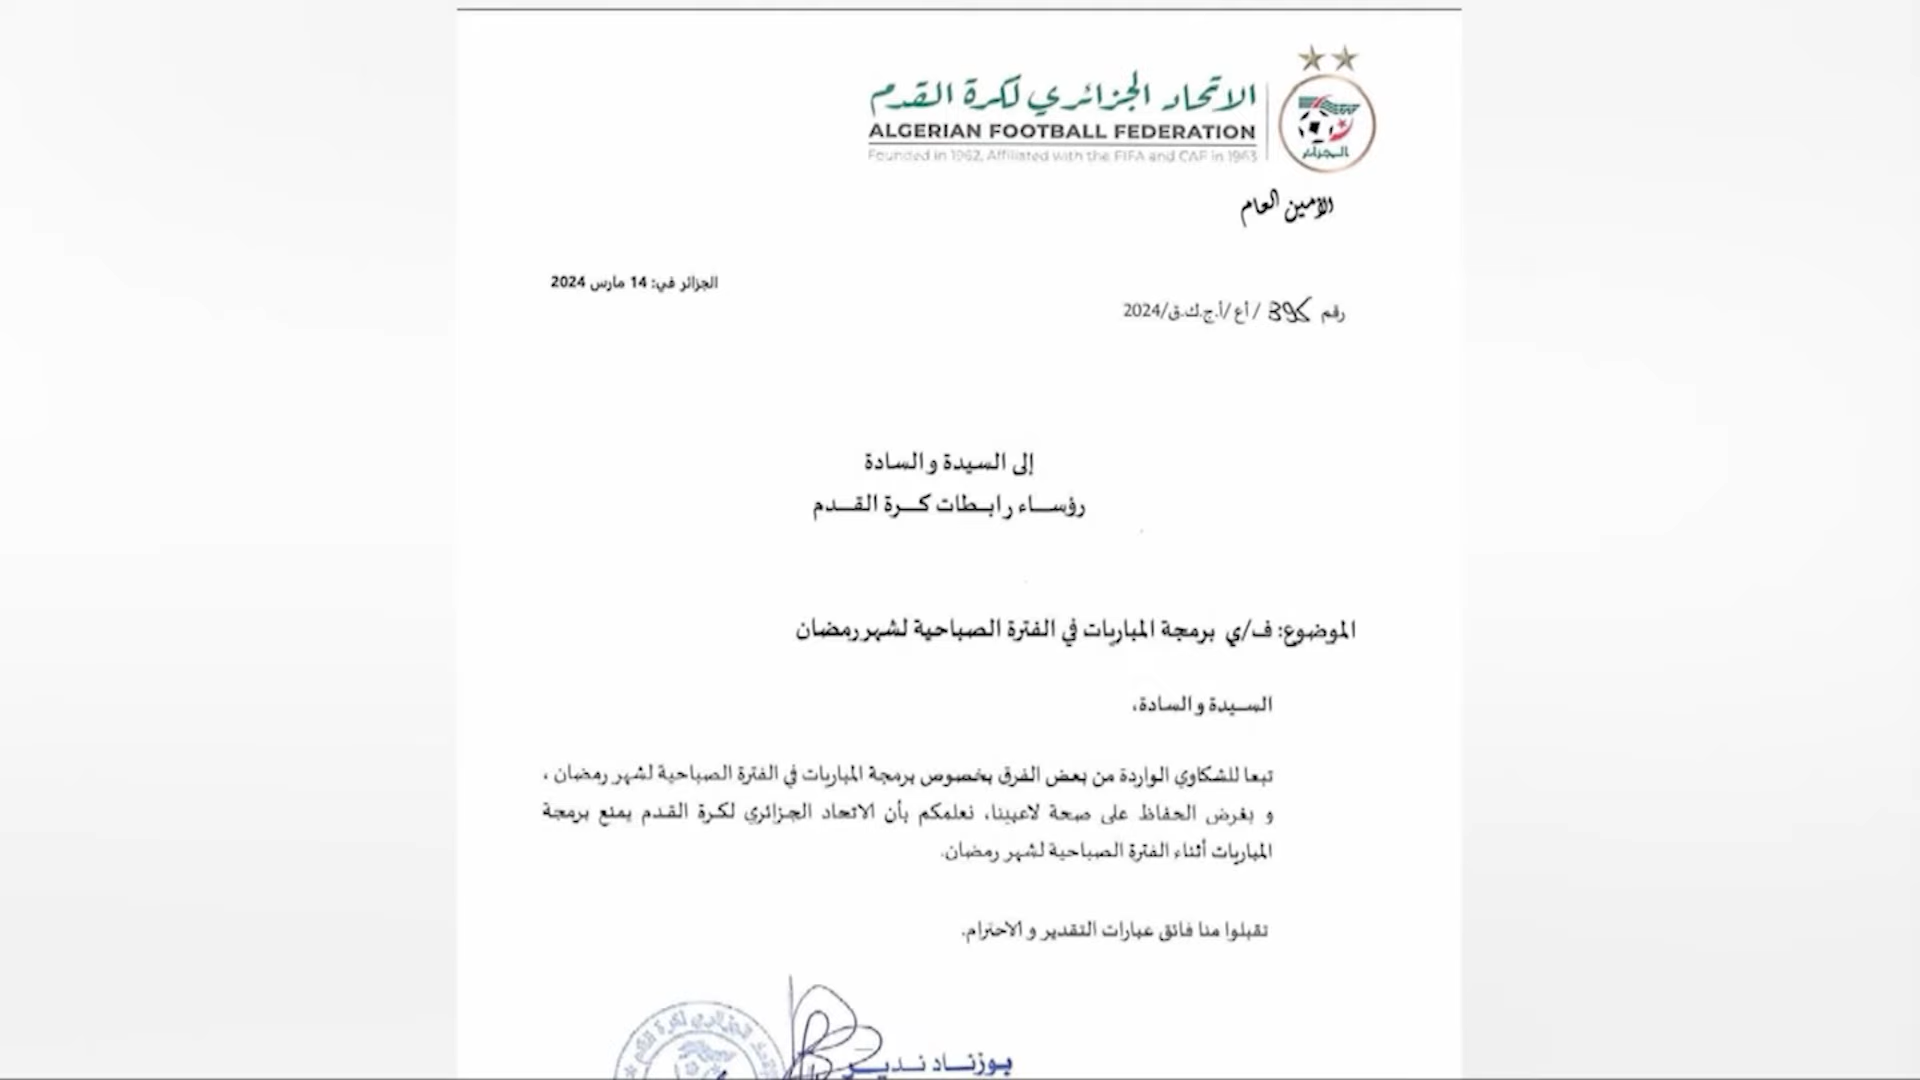 الاتحاد الجزائري لكرة القدم
ALGERIAN FOOTBALL FEDERATION
Founded in 1962, Affiliated with the FIFA and CAF in 1963
الجزائر
الأمين العام
الجزائر في: 14 مارس 2024
رقم / أع/أ.ج.ك.ق/2024
إلى السيدة والسادة
رؤساء رابطات كرة القدم
الموضوع: ف/ي برمجة المباريات في الفترة الصباحية لشهر رمضان
السيدة والسادة،
تبعا للشكاوي الواردة من بعض الفرق بخصوص برمجة المباريات في الفترة الصباحية لشهر رمضان ،
و بغرض الحفاظ على صحة لاعبينا، نعلمكم بأن الاتحاد الجزائري لكرة القدم يمنع برمجة
المباريات أثناء الفترة الصباحية لشهر رمضان.
تقبلوا منا فائق عبارات التقدير و الاحترام.
بوزناد نذير